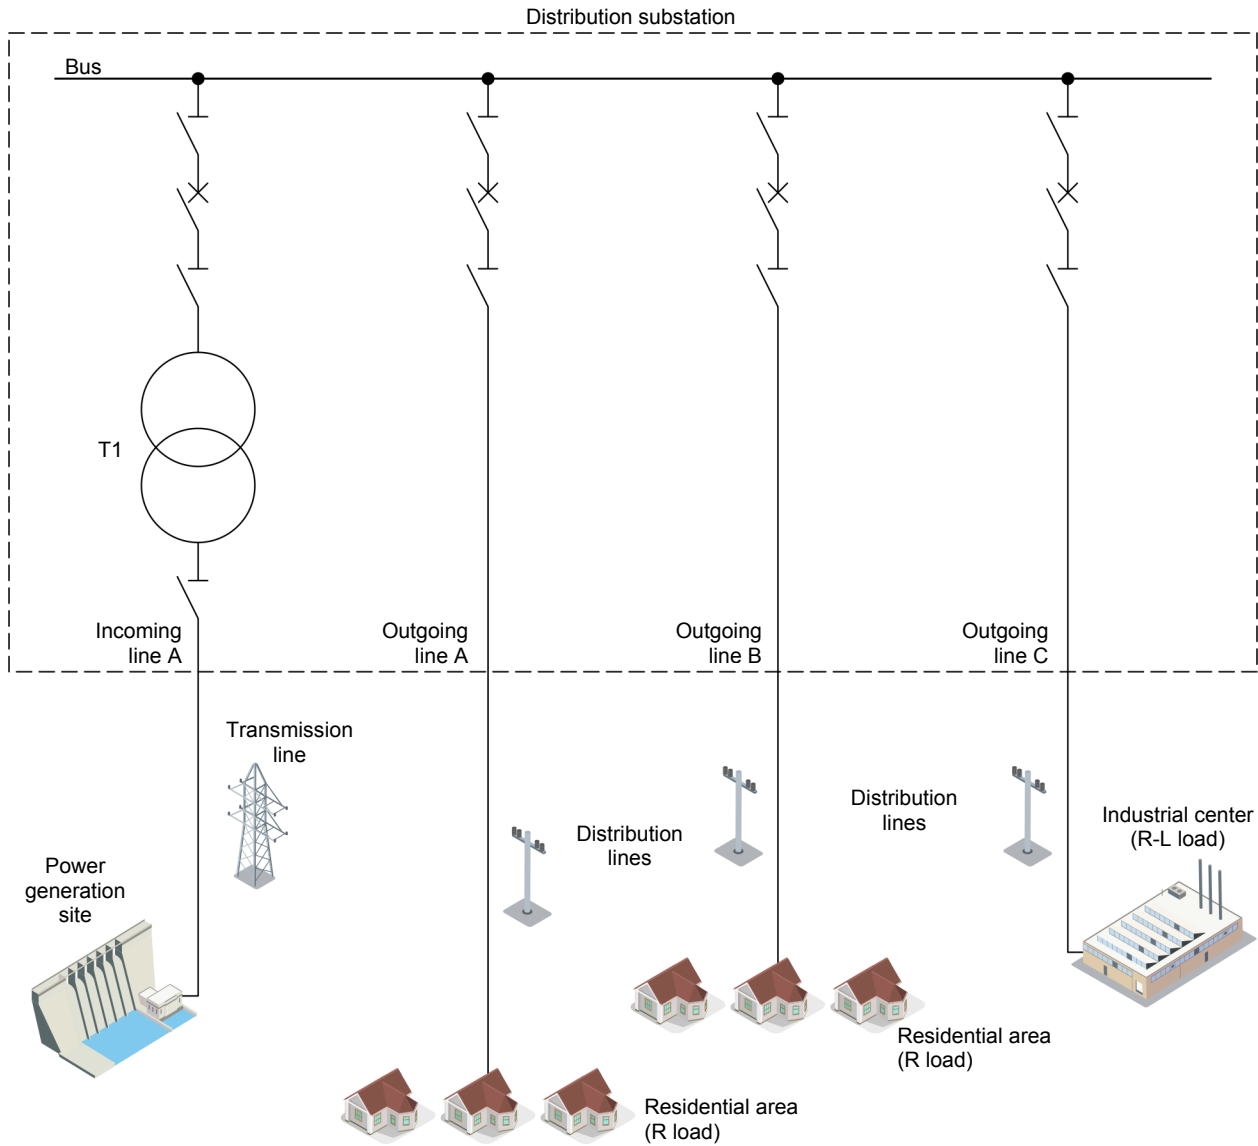 Distribution substation
Bus
T1
Incoming
line A
Outgoing
line A
Outgoing
line B
Outgoing
line C
Transmission
line
Distribution
lines
Distribution
lines
Industrial center
(R-L load)
Power
generation
site
Residential area
(R load)
Residential area
(R load)